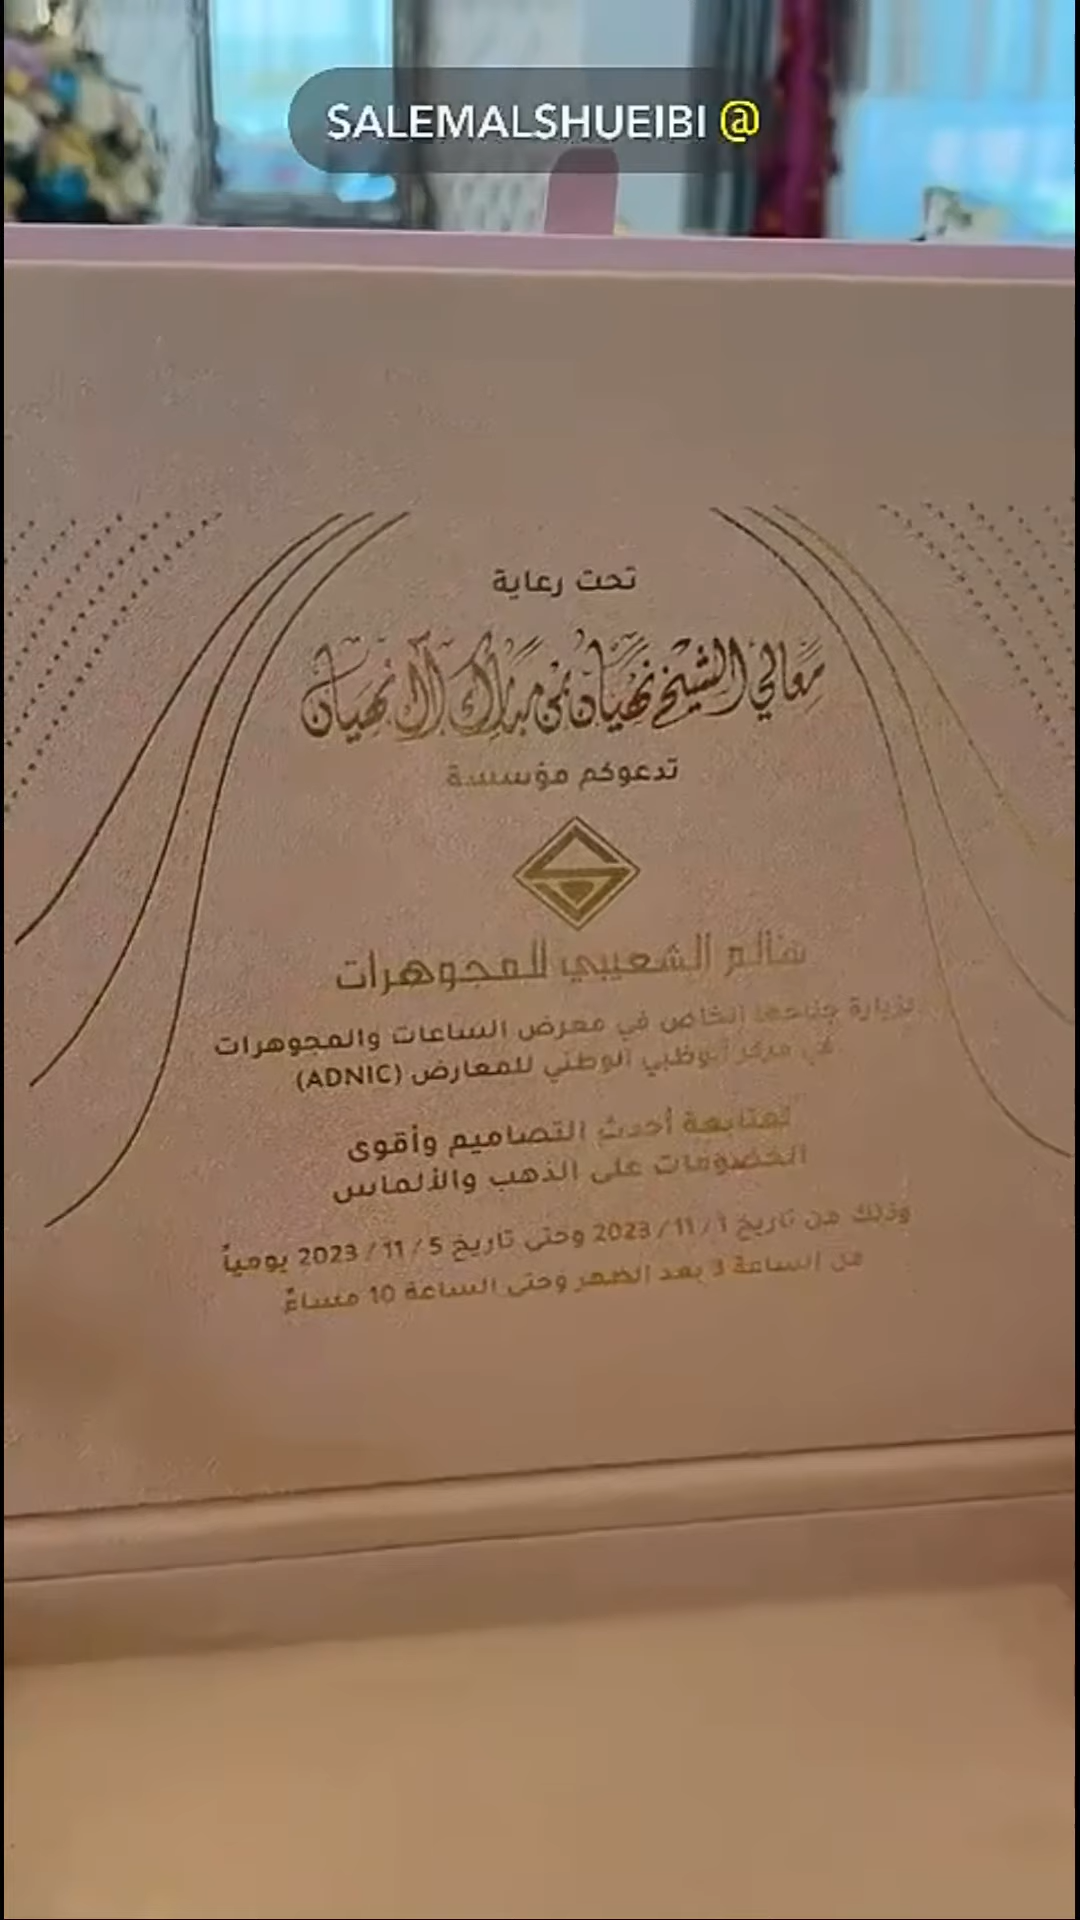 SALEMALSHUEIBI @
تحت رعاية
معالي الشيخ نهيان بن مبارك آل نهيان
تدعوكم مؤسسة
سالم الشعيبي للمجوهرات
لزيارة جناحها الخاص في معرض الساعات والمجوهرات
في مركز أبوظبي الوطني للمعارض (ADNIC)
لمتابعة أحدث التصاميم وأقوى
الخصومات على الذهب والألماس
وذلك من تاريخ 1 / 11 / 2023 وحتى تاريخ 5 / 11 / 2023 يومياً
من الساعة 3 بعد الظهر وحتى الساعة 10 مساءً